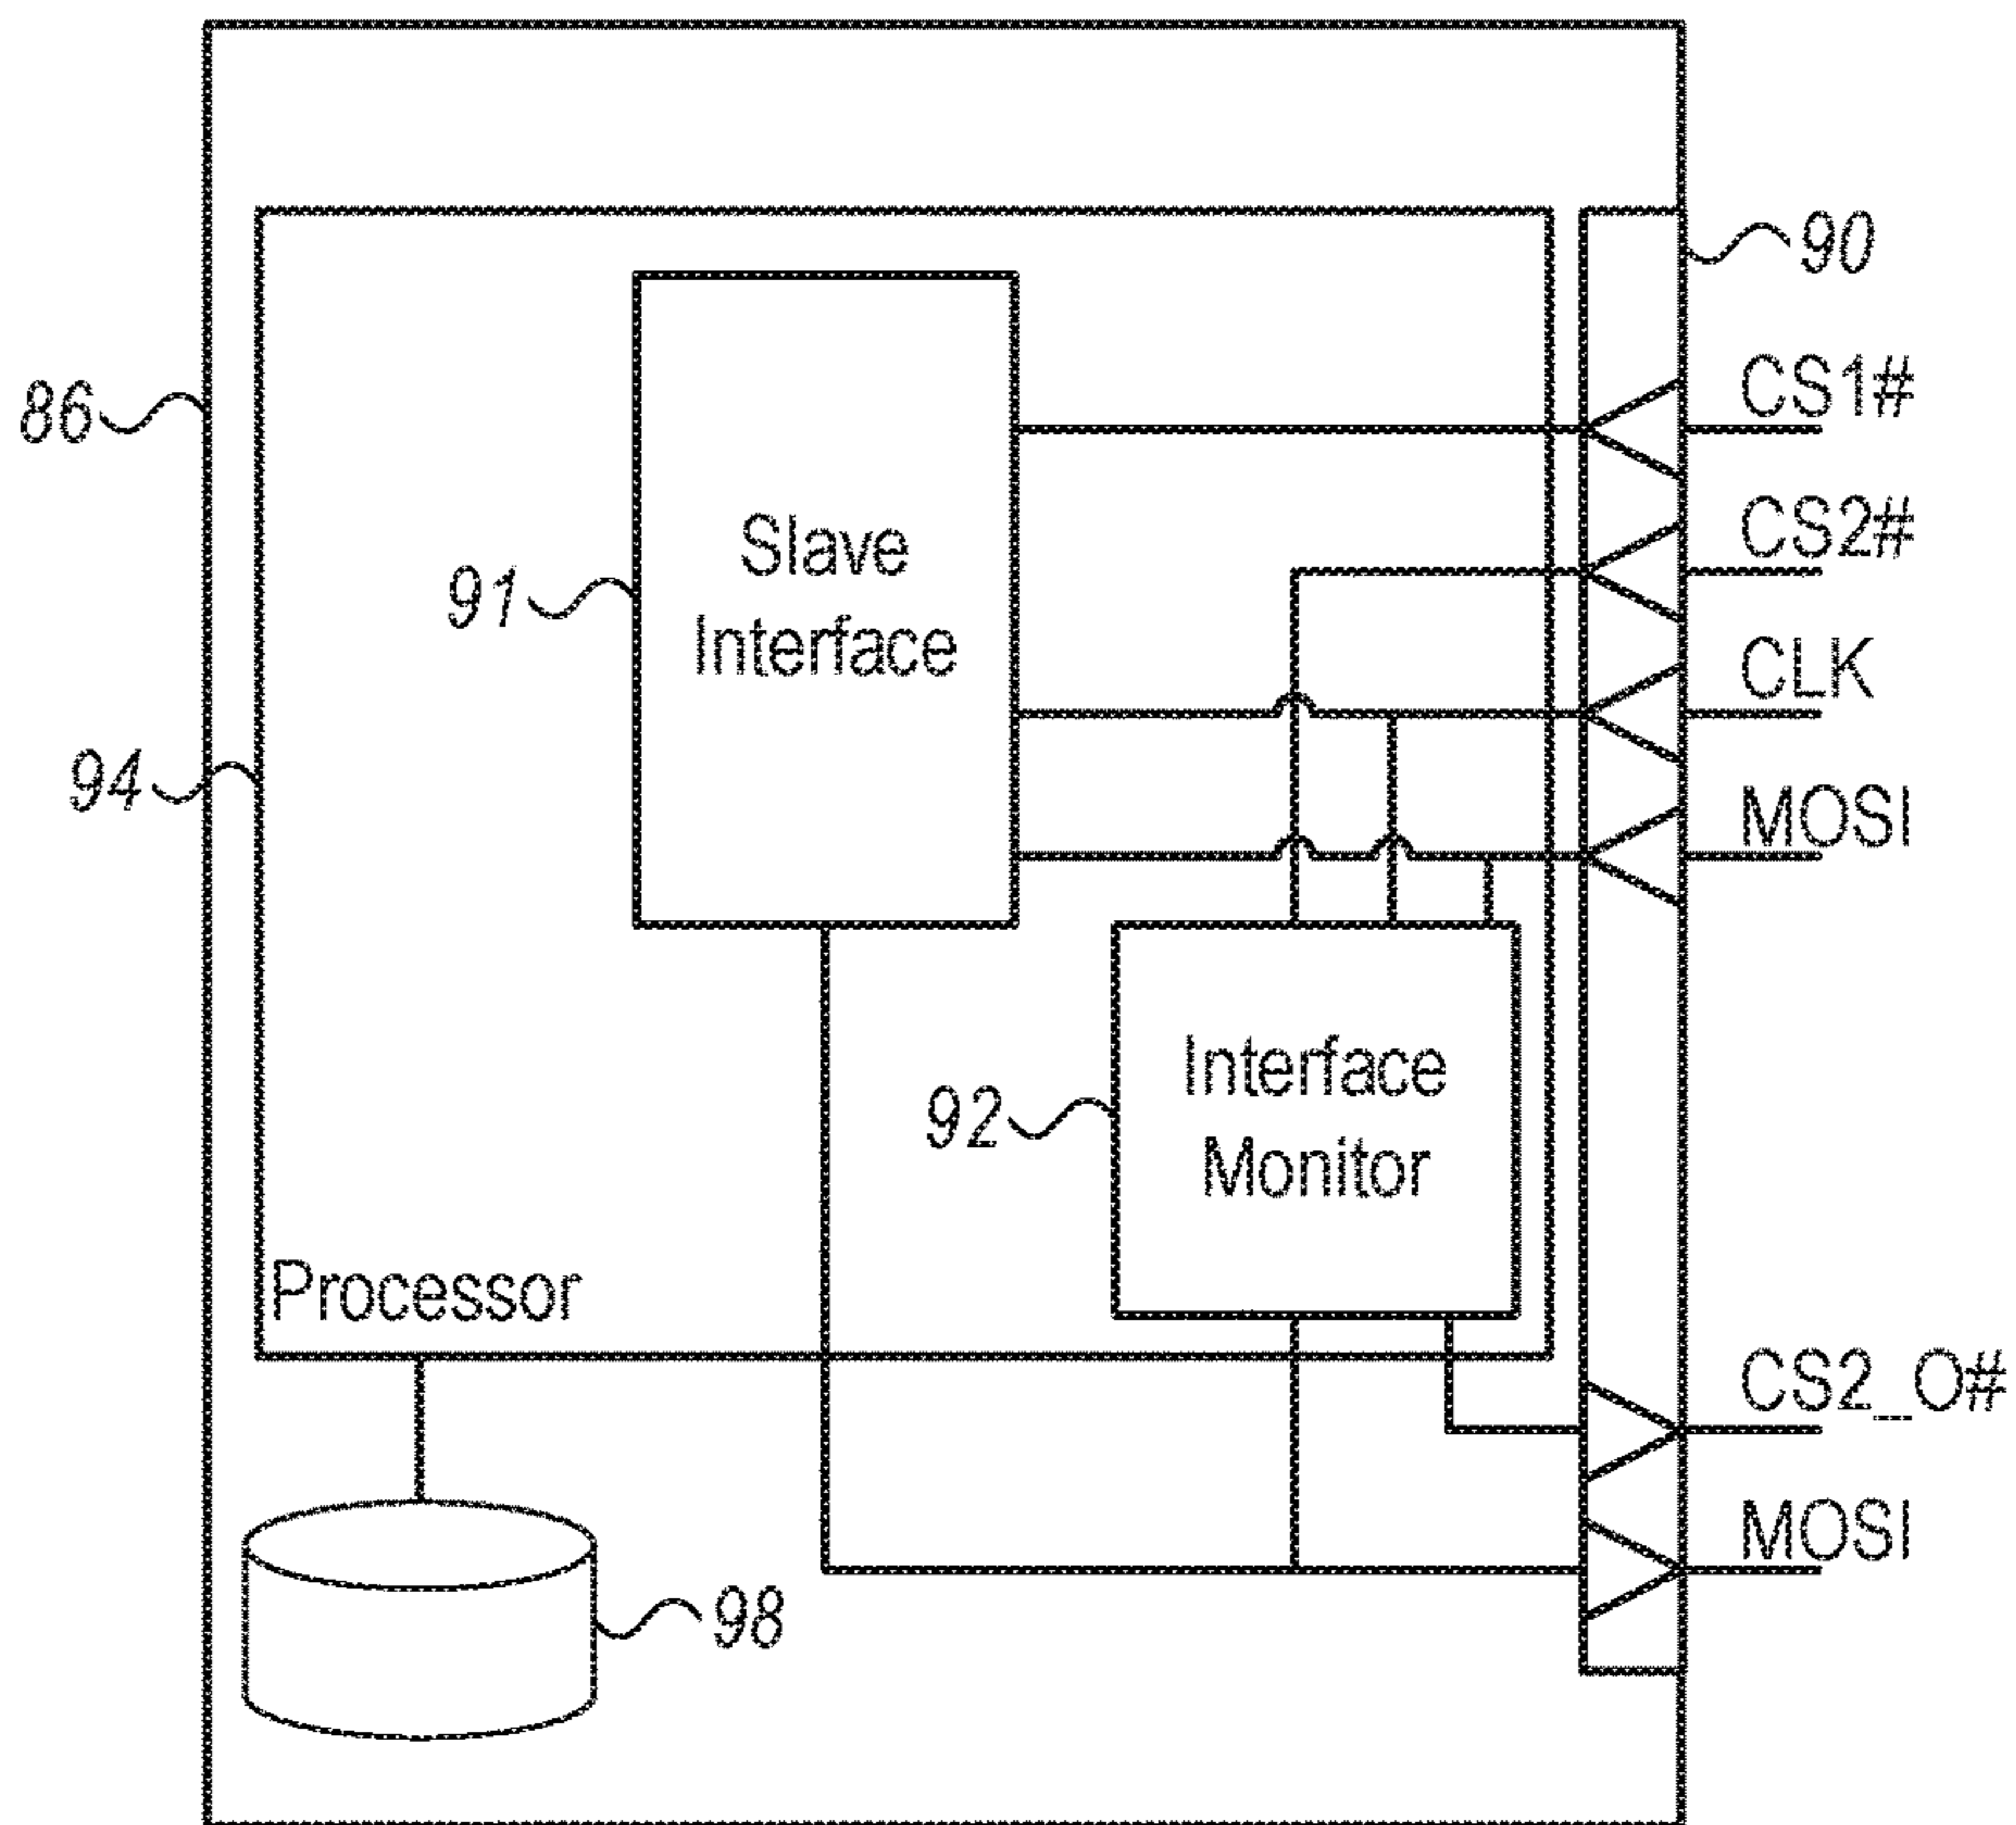 90
CS1#
86
CS2#
Slave
Interface
91
CLK
94
MOSI
Interface
Monitor
92
Processor
CS2_O#
MOSI
98